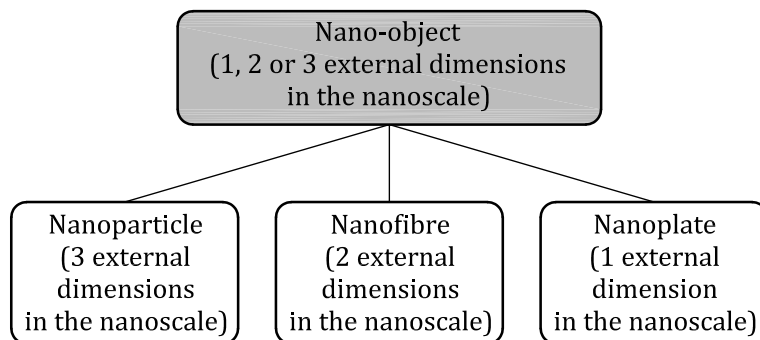 Nano-object
(1, 2 or 3 external dimensions
in the nanoscale)
Nanoparticle
(3 external
dimensions
in the nanoscale)
Nanofibre
(2 external
dimensions
in the nanoscale)
Nanoplate
(1 external
dimension
in the nanoscale)